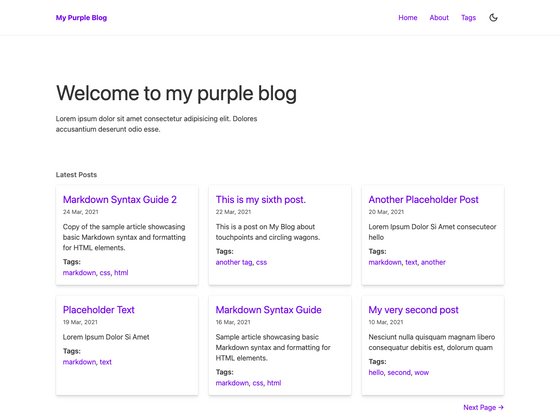 My Purple Blog
Home About Tags
Welcome to my purple blog
Lorem ipsum dolor sit amet consectetur adipisicing elit. Dolores
accusantium deserunt odio esse.
Latest Posts
Markdown Syntax Guide 2
24 Mar, 2021
Copy of the sample article showcasing
basic Markdown syntax and formatting
for HTML elements.
Tags:
markdown, css, html
This is my sixth post.
22 Mar, 2021
This is a post on My Blog about
touchpoints and circling wagons.
Tags:
another tag, css
Another Placeholder Post
20 Mar, 2021
Lorem Ipsum Dolor Si Amet consecuteor
hello
Tags:
markdown, text, another
Placeholder Text
19 Mar, 2021
Lorem Ipsum Dolor Si Amet
Tags:
markdown, text
Markdown Syntax Guide
16 Mar, 2021
Sample article showcasing basic
Markdown syntax and formatting for
HTML elements.
Tags:
markdown, css, html
My very second post
10 Mar, 2021
Nesciunt nulla quisquam magnam libero
consequatur debitis est, dolorum quam
Tags:
hello, second, wow
Next Page →